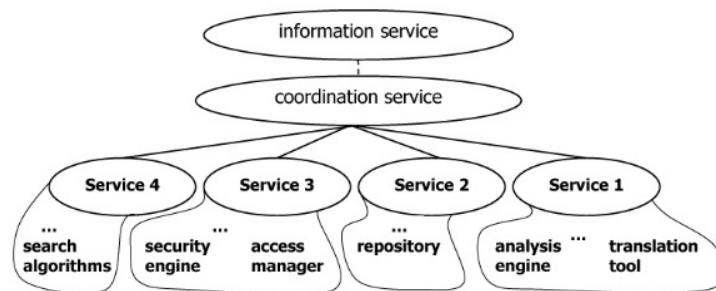 information service
coordination service
Service 4 Service 3 Service 2 Service 1
... ... ... ...
search security access repository analysis translation
algorithms engine manager engine tool